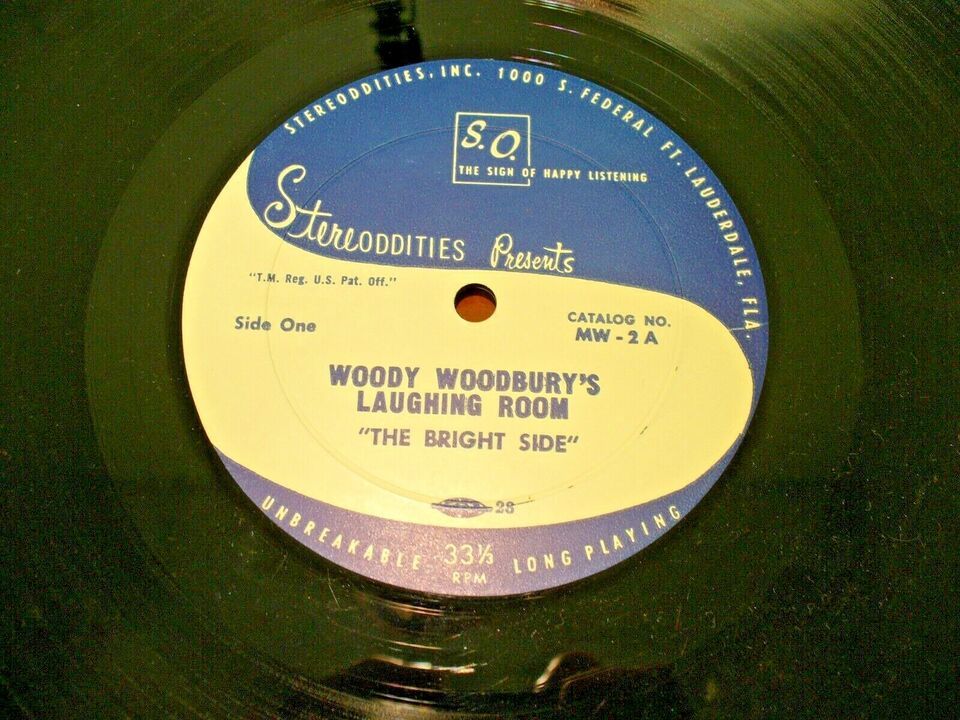 STEREODDITIES, INC. 1000 S. FEDERAL FT. LAUDERDALE, FLA.
S.O.
THE SIGN OF HAPPY LISTENING
StereODDITIES Presents
"T.M. Reg. U.S. Pat. Off."
Side One
CATALOG NO.
MW - 2 A
WOODY WOODBURY'S
LAUGHING ROOM
"THE BRIGHT SIDE"
28
UNBREAKABLE 33⅓ LONG PLAYING
RPM